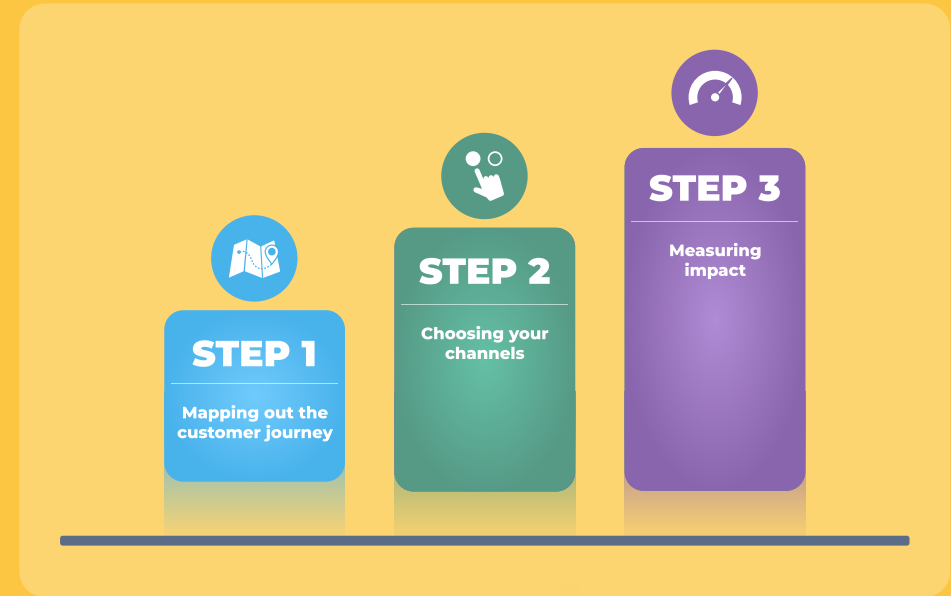 STEP 1
Mapping out the
customer journey
STEP 2
Choosing your
channels
STEP 3
Measuring
impact